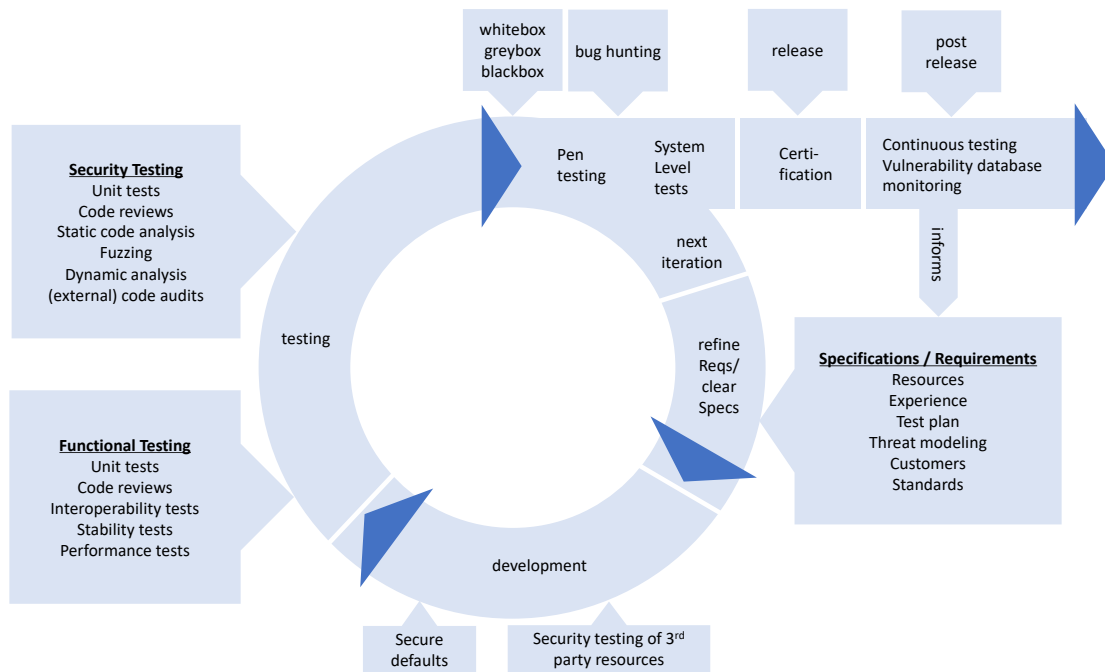 whitebox
greybox
blackbox
bug hunting
release
post
release
Security Testing
Unit tests
Code reviews
Static code analysis
Fuzzing
Dynamic analysis
(external) code audits
Pen
testing
System
Level
tests
Certi-
fication
Continuous testing
Vulnerability database
monitoring
informs
next
iteration
testing
refine
Reqs/
clear
Specs
Specifications / Requirements
Resources
Experience
Test plan
Threat modeling
Customers
Standards
Functional Testing
Unit tests
Code reviews
Interoperability tests
Stability tests
Performance tests
development
Secure
defaults
Security testing of 3rd
party resources